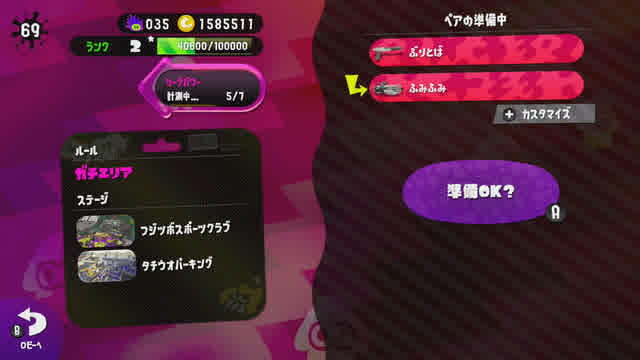 69
035
1585511
ランク 2
40800/100000
リーグパワー
計測中... 5/7
ルール
ガチエリア
ステージ
フジツボスポーツクラブ
タチウオパーキング
B
ロビーへ
ペアの準備中
ぷりとば
ふみふみ
+ カスタマイズ
準備OK?
A